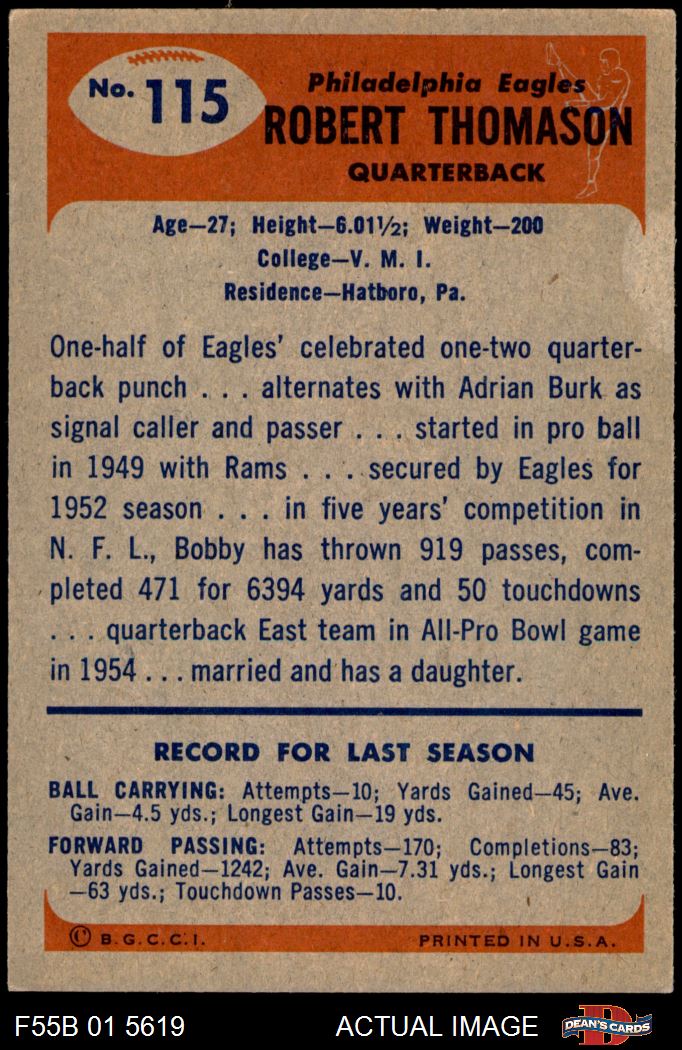 No. 115
Philadelphia Eagles
ROBERT THOMASON
QUARTERBACK
Age—27; Height—6.01½; Weight—200
College—V. M. I.
Residence—Hatboro, Pa.
One-half of Eagles' celebrated one-two quarter-
back punch . . . alternates with Adrian Burk as
signal caller and passer . . . started in pro ball
in 1949 with Rams . . . secured by Eagles for
1952 season . . . in five years' competition in
N. F. L., Bobby has thrown 919 passes, com-
pleted 471 for 6394 yards and 50 touchdowns
. . . quarterback East team in All-Pro Bowl game
in 1954 . . . married and has a daughter.
RECORD FOR LAST SEASON
BALL CARRYING: Attempts—10; Yards Gained—45; Ave.
Gain—4.5 yds.; Longest Gain—19 yds.
FORWARD PASSING: Attempts—170; Completions—83;
Yards Gained—1242; Ave. Gain—7.31 yds.; Longest Gain
—63 yds.; Touchdown Passes—10.
© B. G. C. C. I. PRINTED IN U. S. A.
F55B 01 5619 ACTUAL IMAGE D DEAN'S CARDS